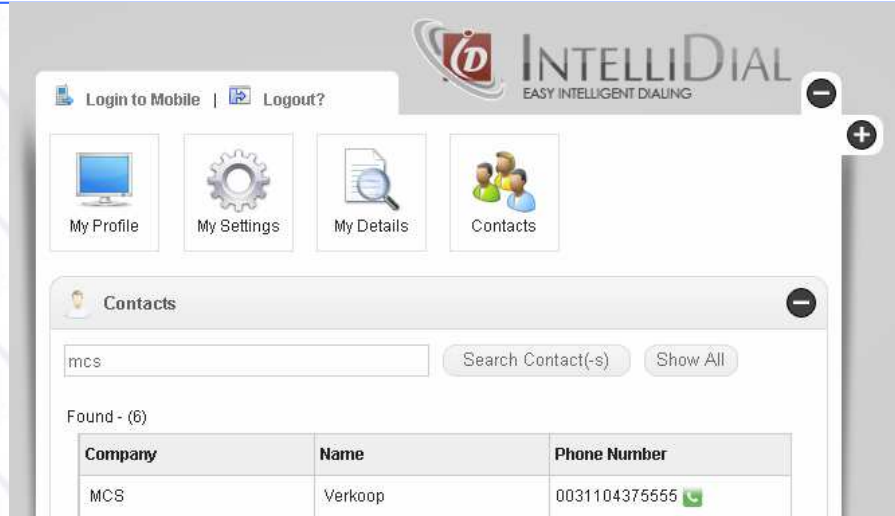 iD INTELLIDIAL
EASY INTELLIGENT DIALING
Login to Mobile | Logout?
My Profile My Settings My Details Contacts
Contacts
mcs Search Contact(-s) Show All
Found - (6)
Company Name Phone Number
MCS Verkoop 0031104375555